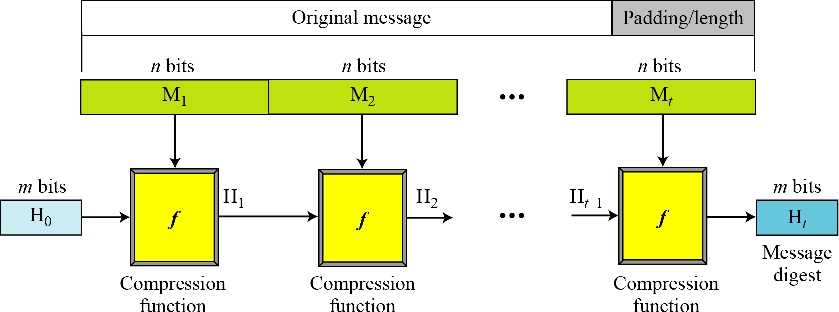 Original message Padding/length
n bits n bits n bits
M1 M2 ... Mt
m bits m bits
H0 f H1 f H2 ... Ht-1 f Ht
Compression function Compression function Compression function Message digest